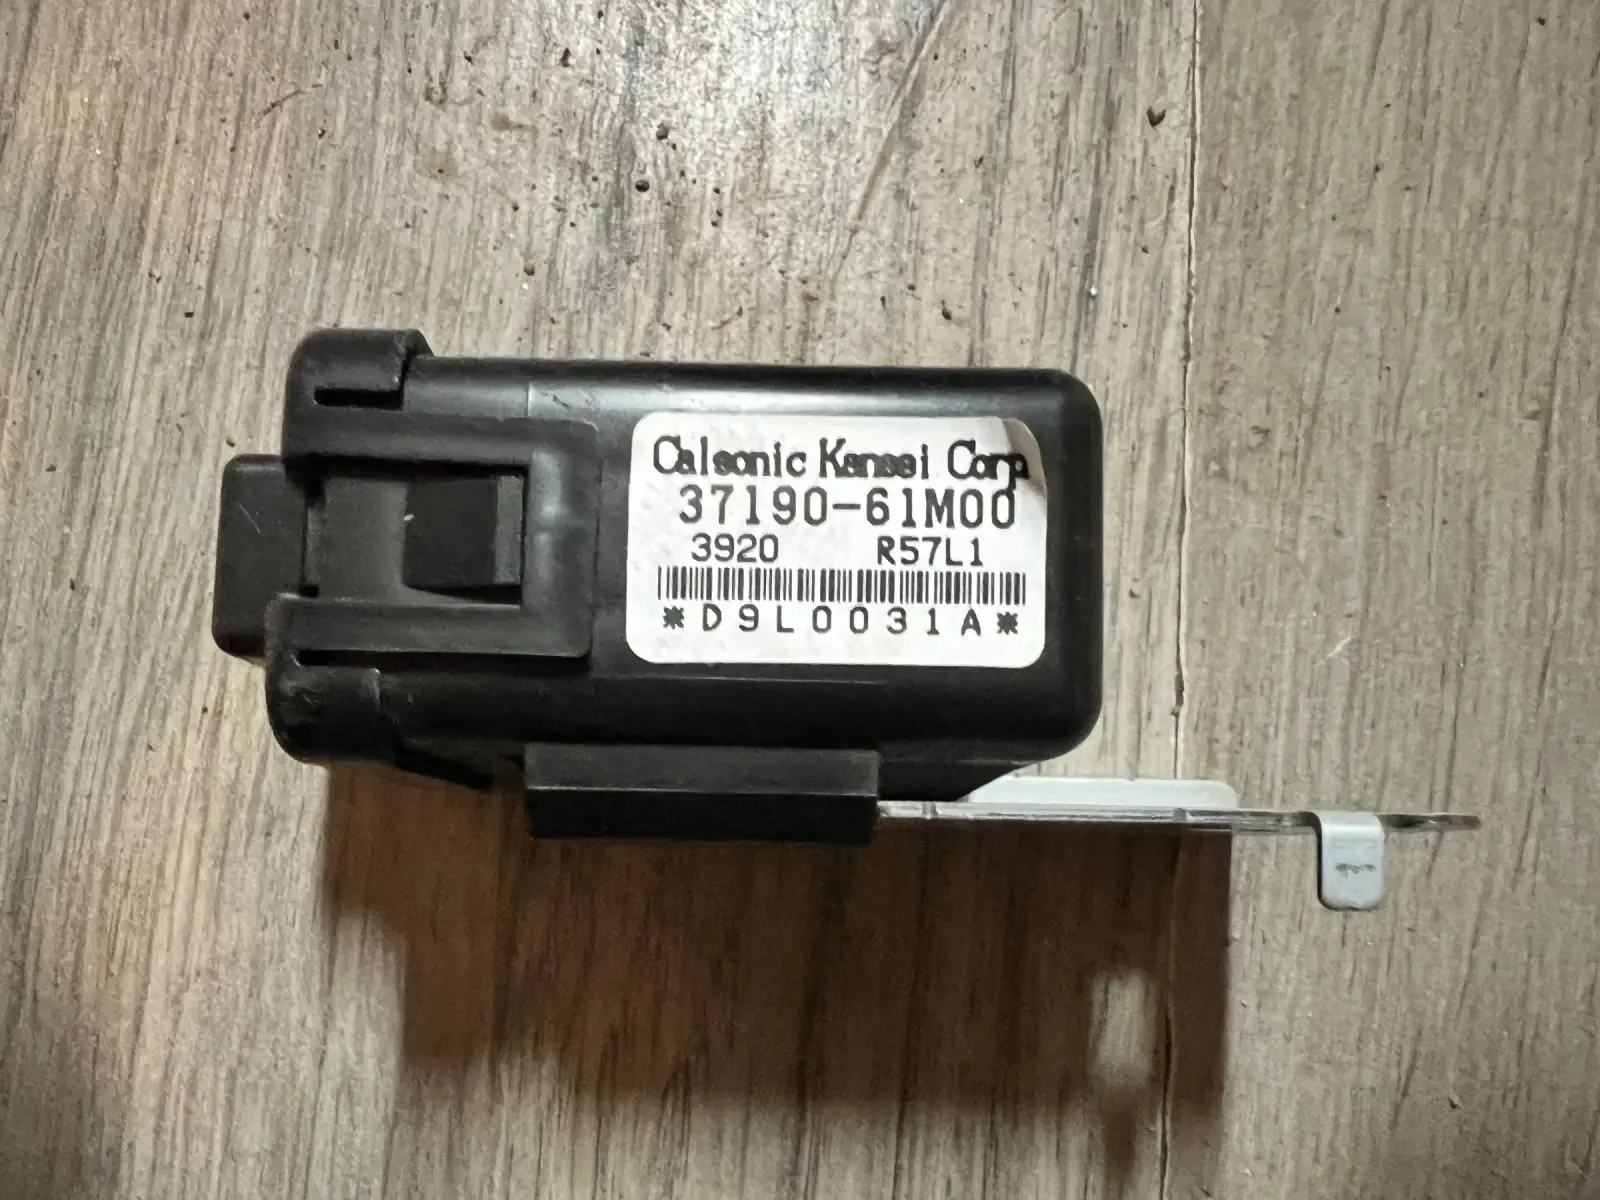 Calsonic Kansei Corp
37190-61M00
3920 R57L1
*D9L0031A*